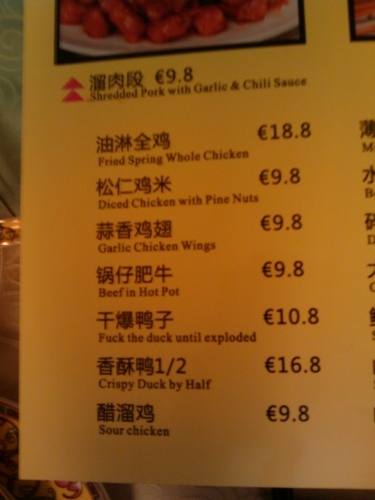 溜肉段 €9.8
Shredded Pork with Garlic & Chili Sauce
油淋全鸡 €18.8
Fried Spring Whole Chicken
松仁鸡米 €9.8
Diced Chicken with Pine Nuts
蒜香鸡翅 €9.8
Garlic Chicken Wings
锅仔肥牛 €9.8
Beef in Hot Pot
干爆鸭子 €10.8
Fuck the duck until exploded
香酥鸭1/2 €16.8
Crispy Duck by Half
醋溜鸡 €9.8
Sour chicken